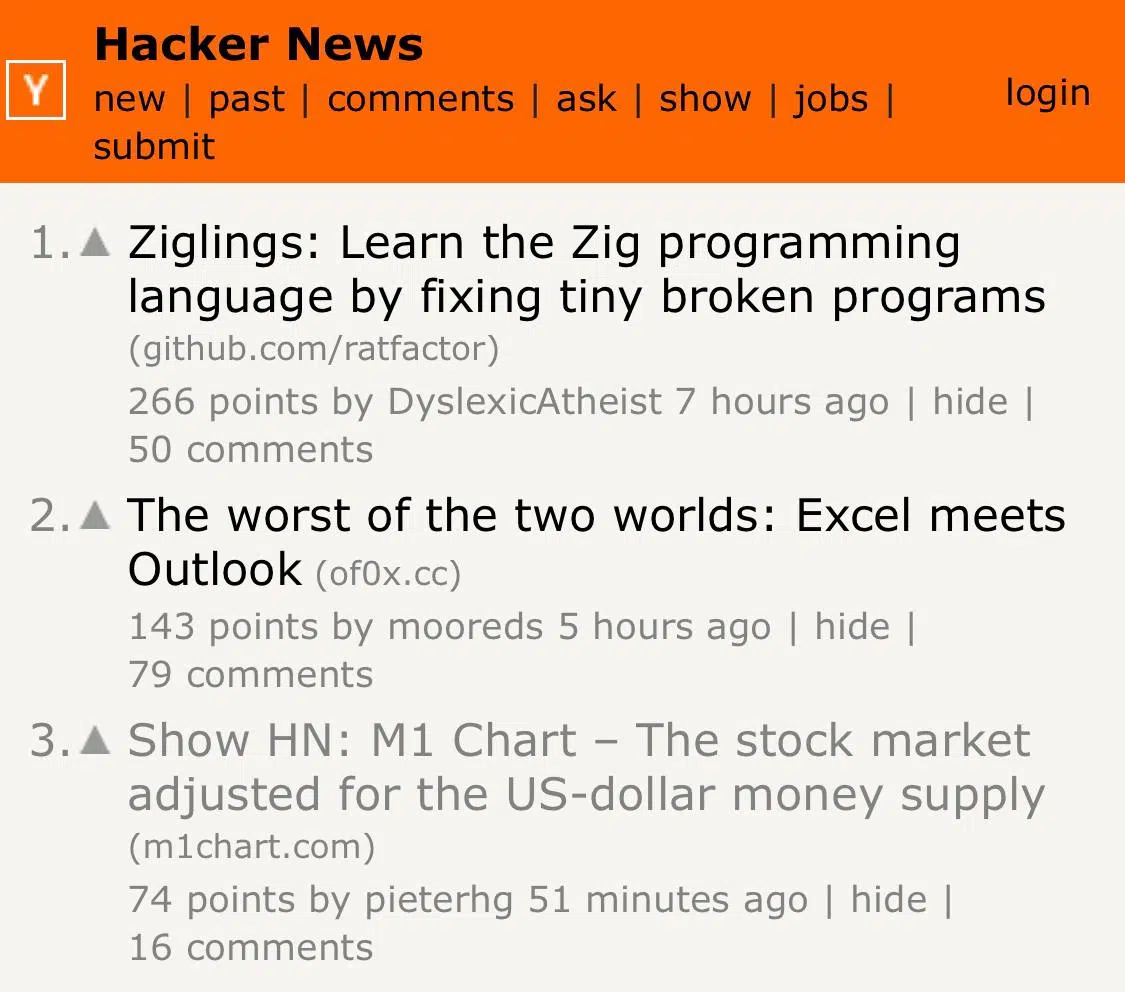 Hacker News
Y
new | past | comments | ask | show | jobs |
login
submit
1. Ziglings: Learn the Zig programming
language by fixing tiny broken programs
(github.com/ratfactor)
266 points by DyslexicAtheist 7 hours ago | hide |
50 comments
2. The worst of the two worlds: Excel meets
Outlook (of0x.cc)
143 points by mooreds 5 hours ago | hide |
79 comments
3. Show HN: M1 Chart – The stock market
adjusted for the US-dollar money supply
(m1chart.com)
74 points by pieterhg 51 minutes ago | hide |
16 comments